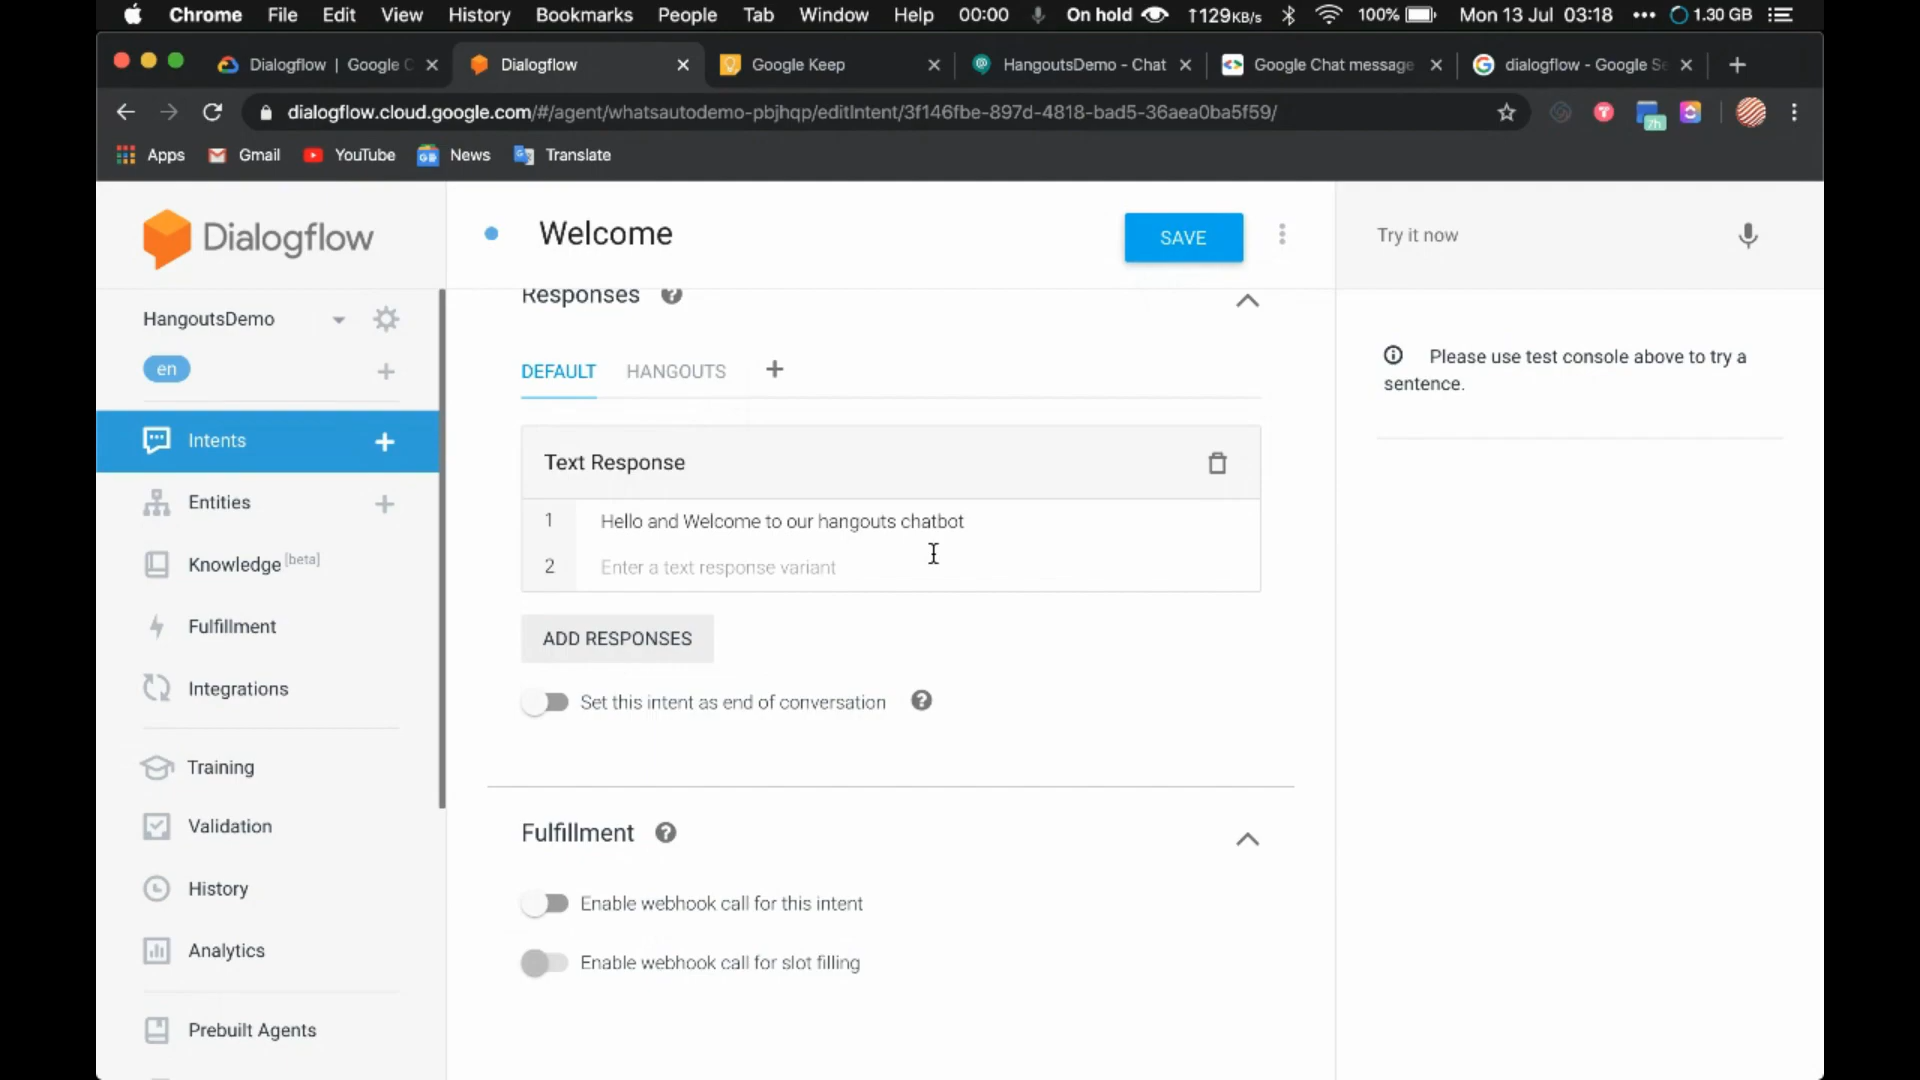 Chrome File Edit View History Bookmarks People Tab Window Help 00:00 On hold ↑129KB/s 100% Mon 13 Jul 03:18 ••• 1.30 GB
Dialogflow | Google C
Dialogflow
Google Keep
HangoutsDemo - Chat
Google Chat message
dialogflow - Google Se
dialogflow.cloud.google.com/#/agent/whatsautodemo-pbjhqp/editIntent/3f146fbe-897d-4818-bad5-36aea0ba5f59/
7h
Apps Gmail YouTube News Translate
Dialogflow
Welcome
SAVE
Try it now
HangoutsDemo
en
Intents
Entities
Knowledge [beta]
Fulfillment
Integrations
Training
Validation
History
Analytics
Prebuilt Agents
Responses
DEFAULT HANGOUTS
Text Response
1 Hello and Welcome to our hangouts chatbot
2 Enter a text response variant
ADD RESPONSES
Set this intent as end of conversation
Fulfillment
Enable webhook call for this intent
Enable webhook call for slot filling
Please use test console above to try a
sentence.